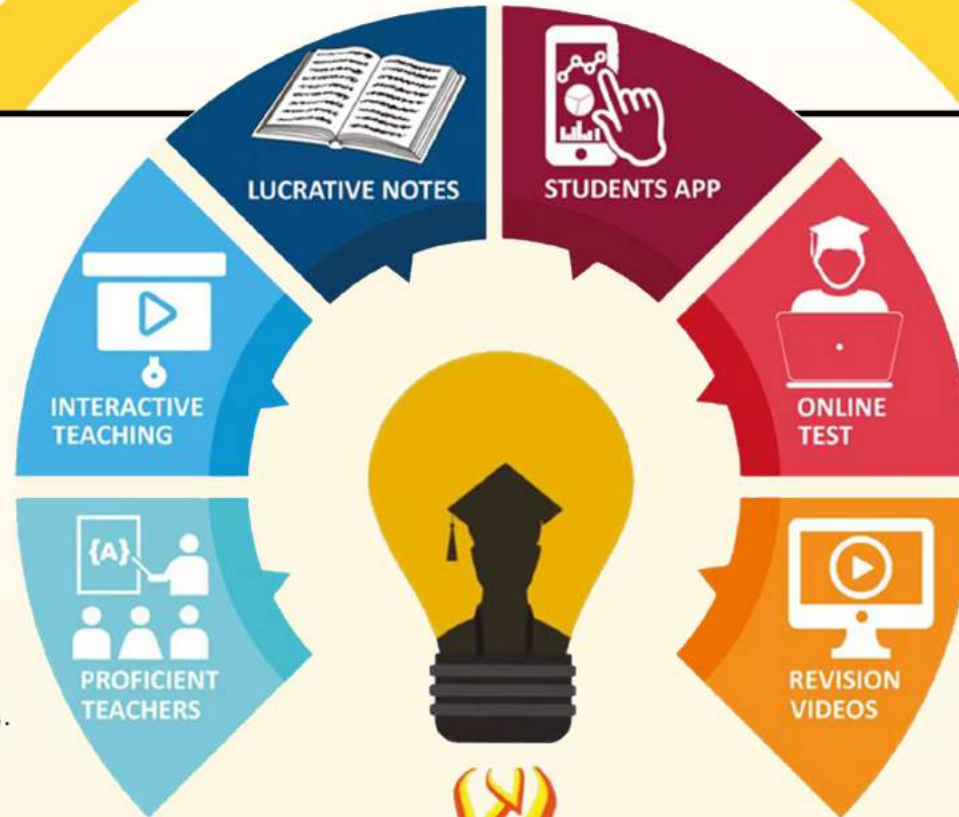 LUCRATIVE NOTES
STUDENTS APP
INTERACTIVE
TEACHING
ONLINE
TEST
{A}
PROFICIENT
TEACHERS
REVISION
VIDEOS